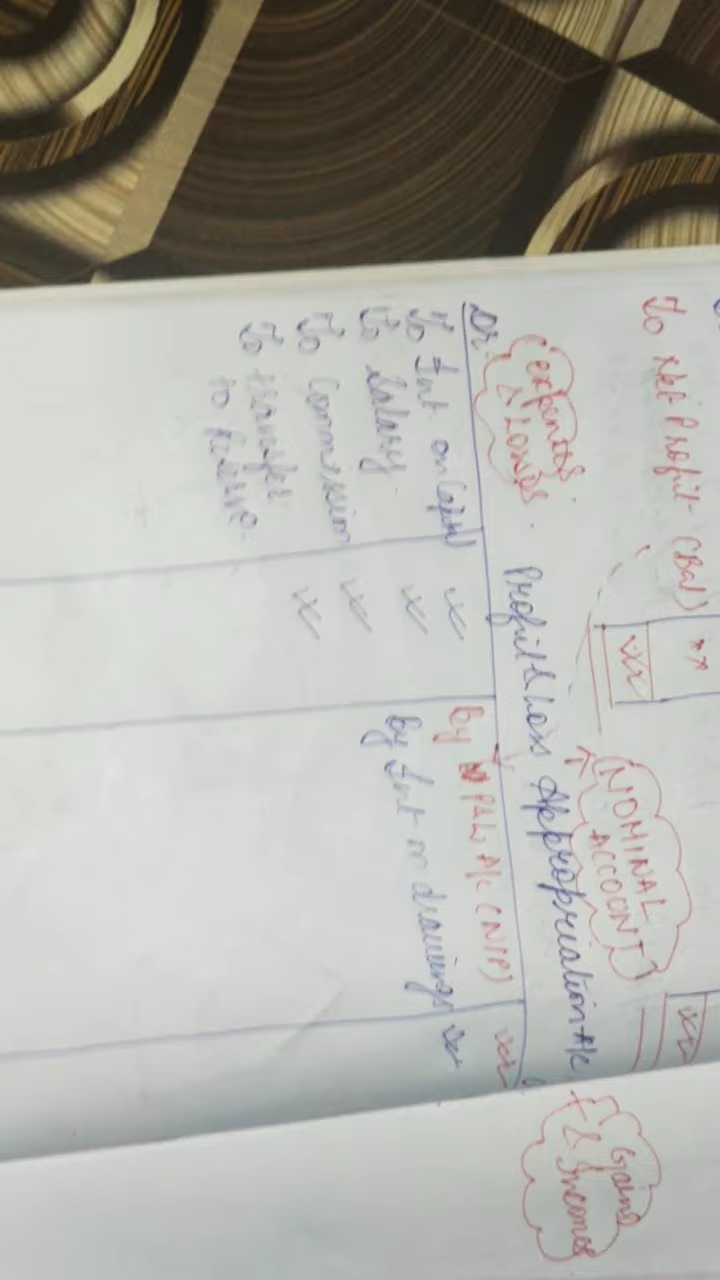 To Net Profit (Bal) xx
xx
xx
(NOMINAL
ACCOUNT)
expenses
& Losses
Gains
& Incomes
Profit & Loss Appropriation A/c
Dr.
To Int on Capital xx
To Salary xx
To Commission xx
To transfer xx
to Reserve
By P&L A/c (N/P) xx
By Int on drawings xx